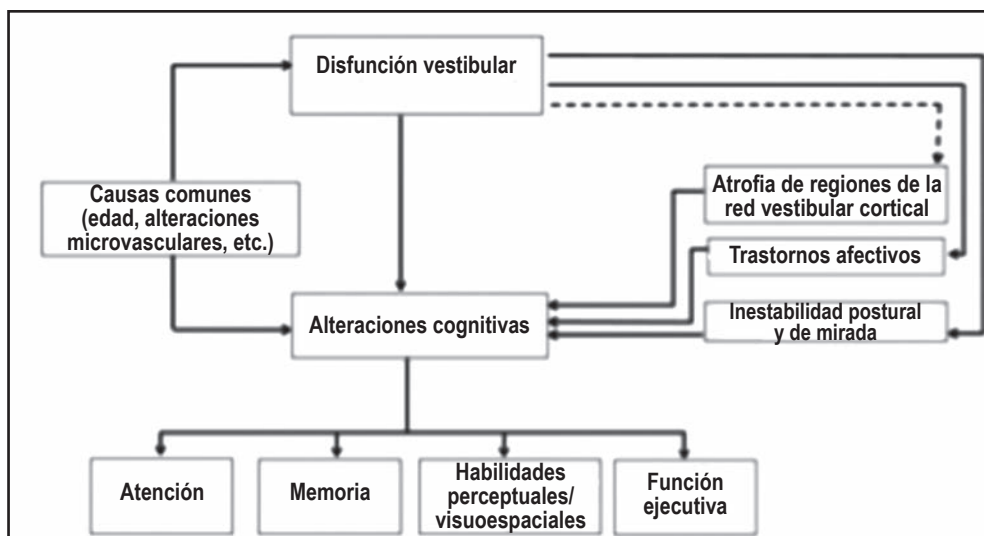 Disfunción vestibular
Causas comunes
(edad, alteraciones
microvasculares, etc.)
Atrofia de regiones de la
red vestibular cortical
Trastornos afectivos
Inestabilidad postural
y de mirada
Alteraciones cognitivas
Atención
Memoria
Habilidades
perceptuales/
visuoespaciales
Función
ejecutiva